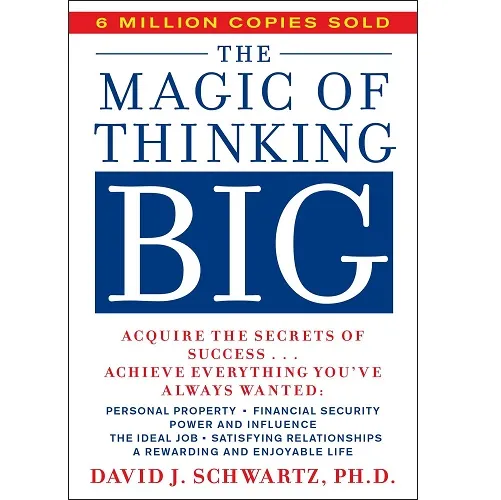 6 MILLION COPIES SOLD
THE
MAGIC OF
THINKING
BIG
ACQUIRE THE SECRETS OF
SUCCESS . . .
ACHIEVE EVERYTHING YOU'VE
ALWAYS WANTED:
PERSONAL PROPERTY • FINANCIAL SECURITY
POWER AND INFLUENCE
THE IDEAL JOB • SATISFYING RELATIONSHIPS
A REWARDING AND ENJOYABLE LIFE
DAVID J. SCHWARTZ, PH.D.